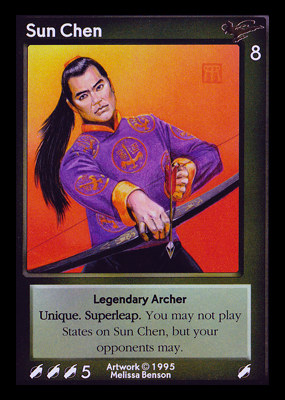 Sun Chen
8
Legendary Archer
Unique. Superleap. You may not play
States on Sun Chen, but your
opponents may.
5
Artwork © 1995
Melissa Benson